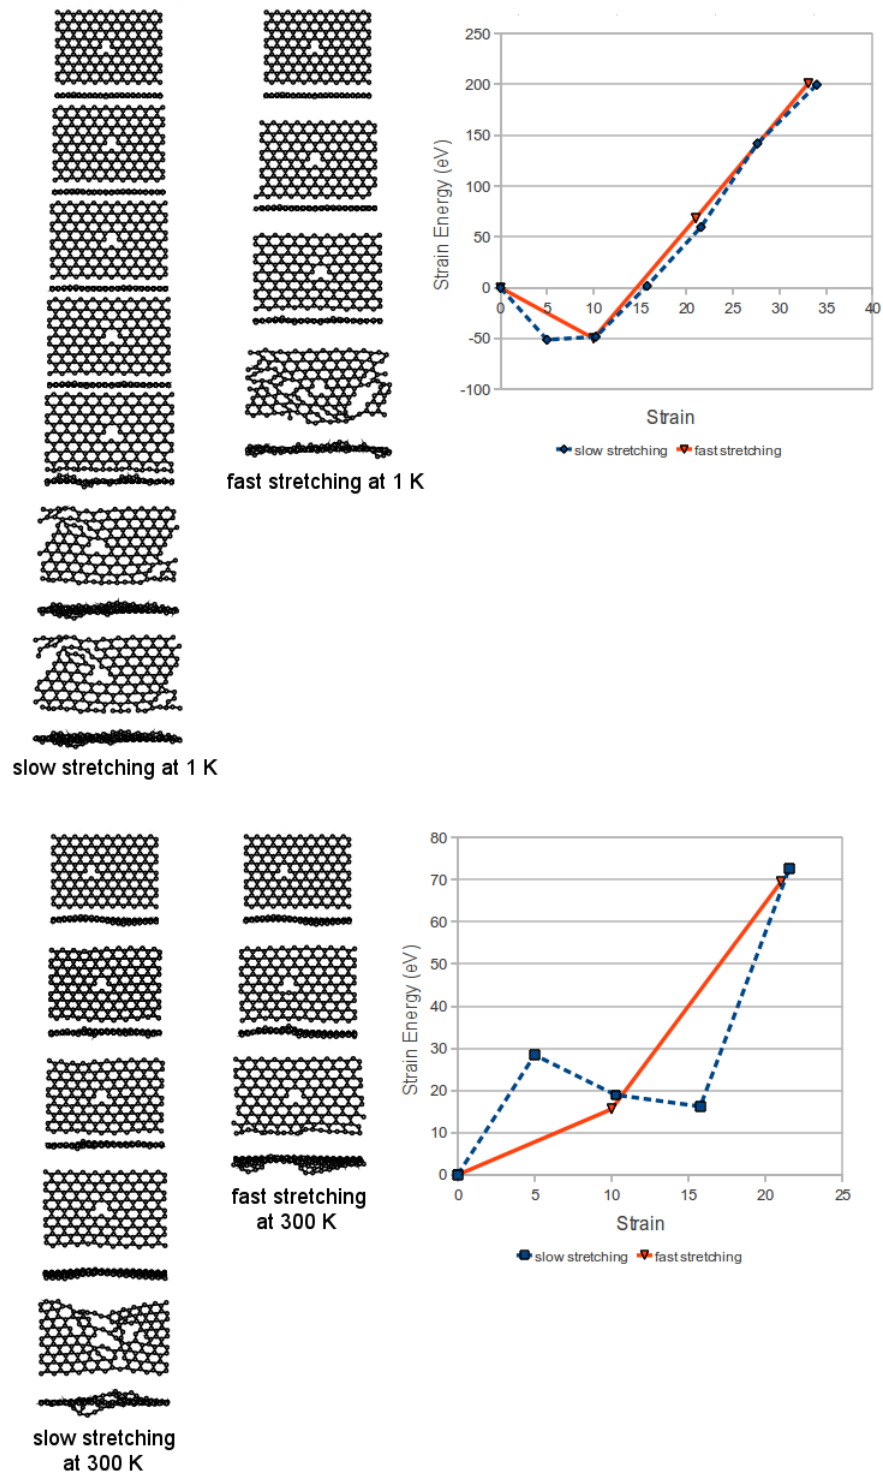 250
200
150
100
50
0
-50
-100
0 5 10 15 20 25 30 35 40
Strain Energy (eV)
Strain
slow stretching fast stretching
fast stretching at 1 K
slow stretching at 1 K
80
70
60
50
40
30
20
10
0
0 5 10 15 20 25
Strain Energy (eV)
Strain
slow stretching fast stretching
fast stretching
at 300 K
slow stretching
at 300 K